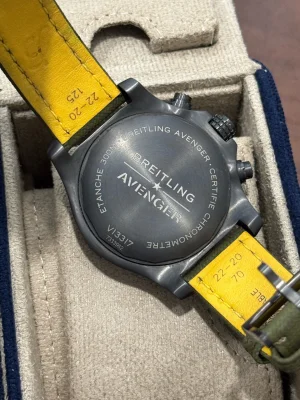 22-20
125
ETANCHE 300M • BREITLING AVENGER • CERTIFIE CHRONOMETRE
BREITLING
AVENGER
V13317
22-20
70